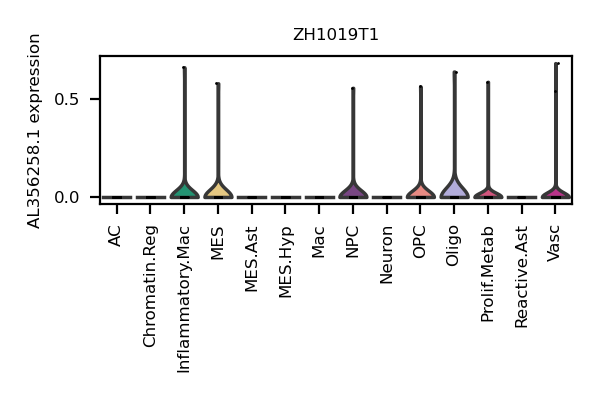 ZH1019T1
AL356258.1 expression
0.5
0.0
AC
Chromatin.Reg
Inflammatory.Mac
MES
MES.Ast
MES.Hyp
Mac
NPC
Neuron
OPC
Oligo
Prolif.Metab
Reactive.Ast
Vasc